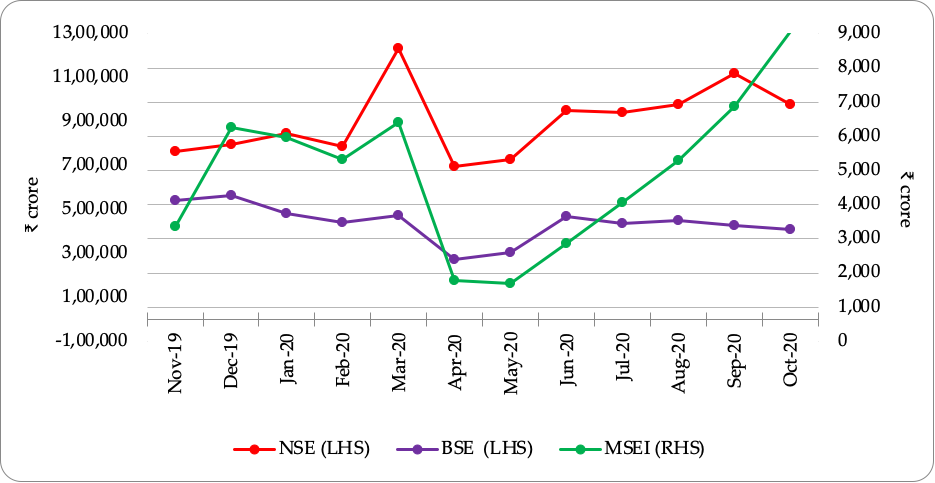 13,00,000
11,00,000
9,00,000
7,00,000
5,00,000
3,00,000
1,00,000
-1,00,000
₹ crore
9,000
8,000
7,000
6,000
5,000
4,000
3,000
2,000
1,000
0
₹ crore
Nov-19
Dec-19
Jan-20
Feb-20
Mar-20
Apr-20
May-20
Jun-20
Jul-20
Aug-20
Sep-20
Oct-20
NSE (LHS)
BSE (LHS)
MSEI (RHS)